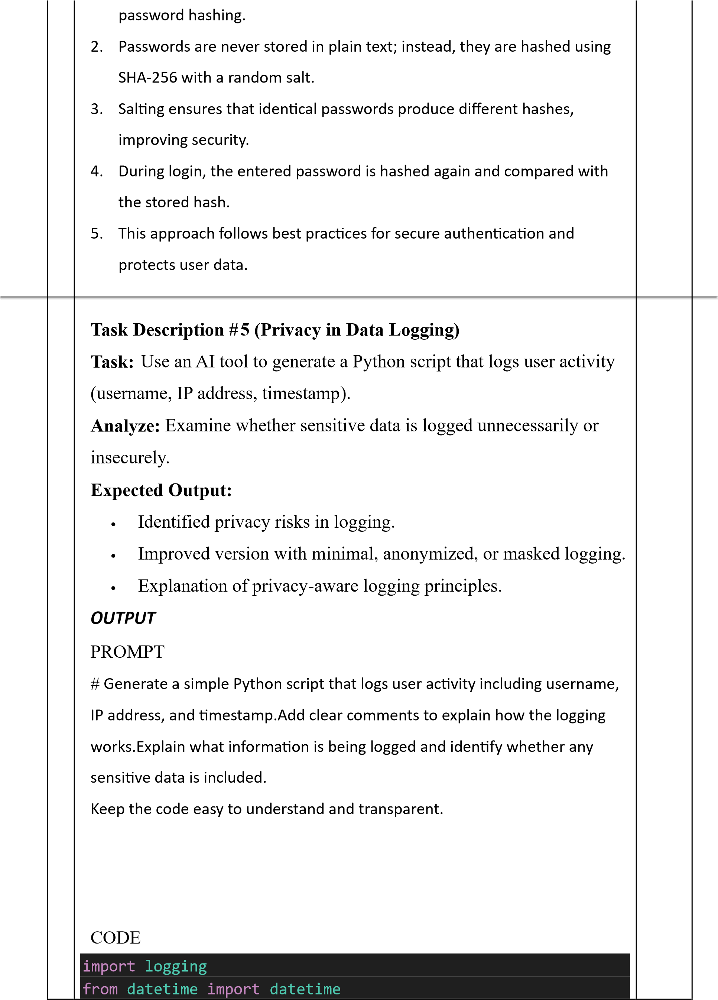 password hashing.
2. Passwords are never stored in plain text; instead, they are hashed using
SHA-256 with a random salt.
3. Salting ensures that identical passwords produce different hashes,
improving security.
4. During login, the entered password is hashed again and compared with
the stored hash.
5. This approach follows best practices for secure authentication and
protects user data.
Task Description #5 (Privacy in Data Logging)
Task: Use an AI tool to generate a Python script that logs user activity
(username, IP address, timestamp).
Analyze: Examine whether sensitive data is logged unnecessarily or
insecurely.
Expected Output:
• Identified privacy risks in logging.
• Improved version with minimal, anonymized, or masked logging.
• Explanation of privacy-aware logging principles.
OUTPUT
PROMPT
# Generate a simple Python script that logs user activity including username,
IP address, and timestamp.Add clear comments to explain how the logging
works.Explain what information is being logged and identify whether any
sensitive data is included.
Keep the code easy to understand and transparent.
CODE
import logging
from datetime import datetime